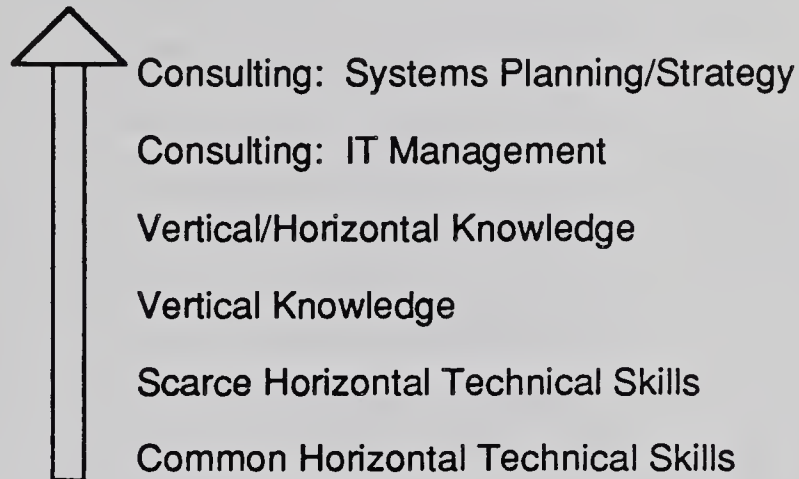 Consulting: Systems Planning/Strategy
Consulting: IT Management
Vertical/Horizontal Knowledge
Vertical Knowledge
Scarce Horizontal Technical Skills
Common Horizontal Technical Skills